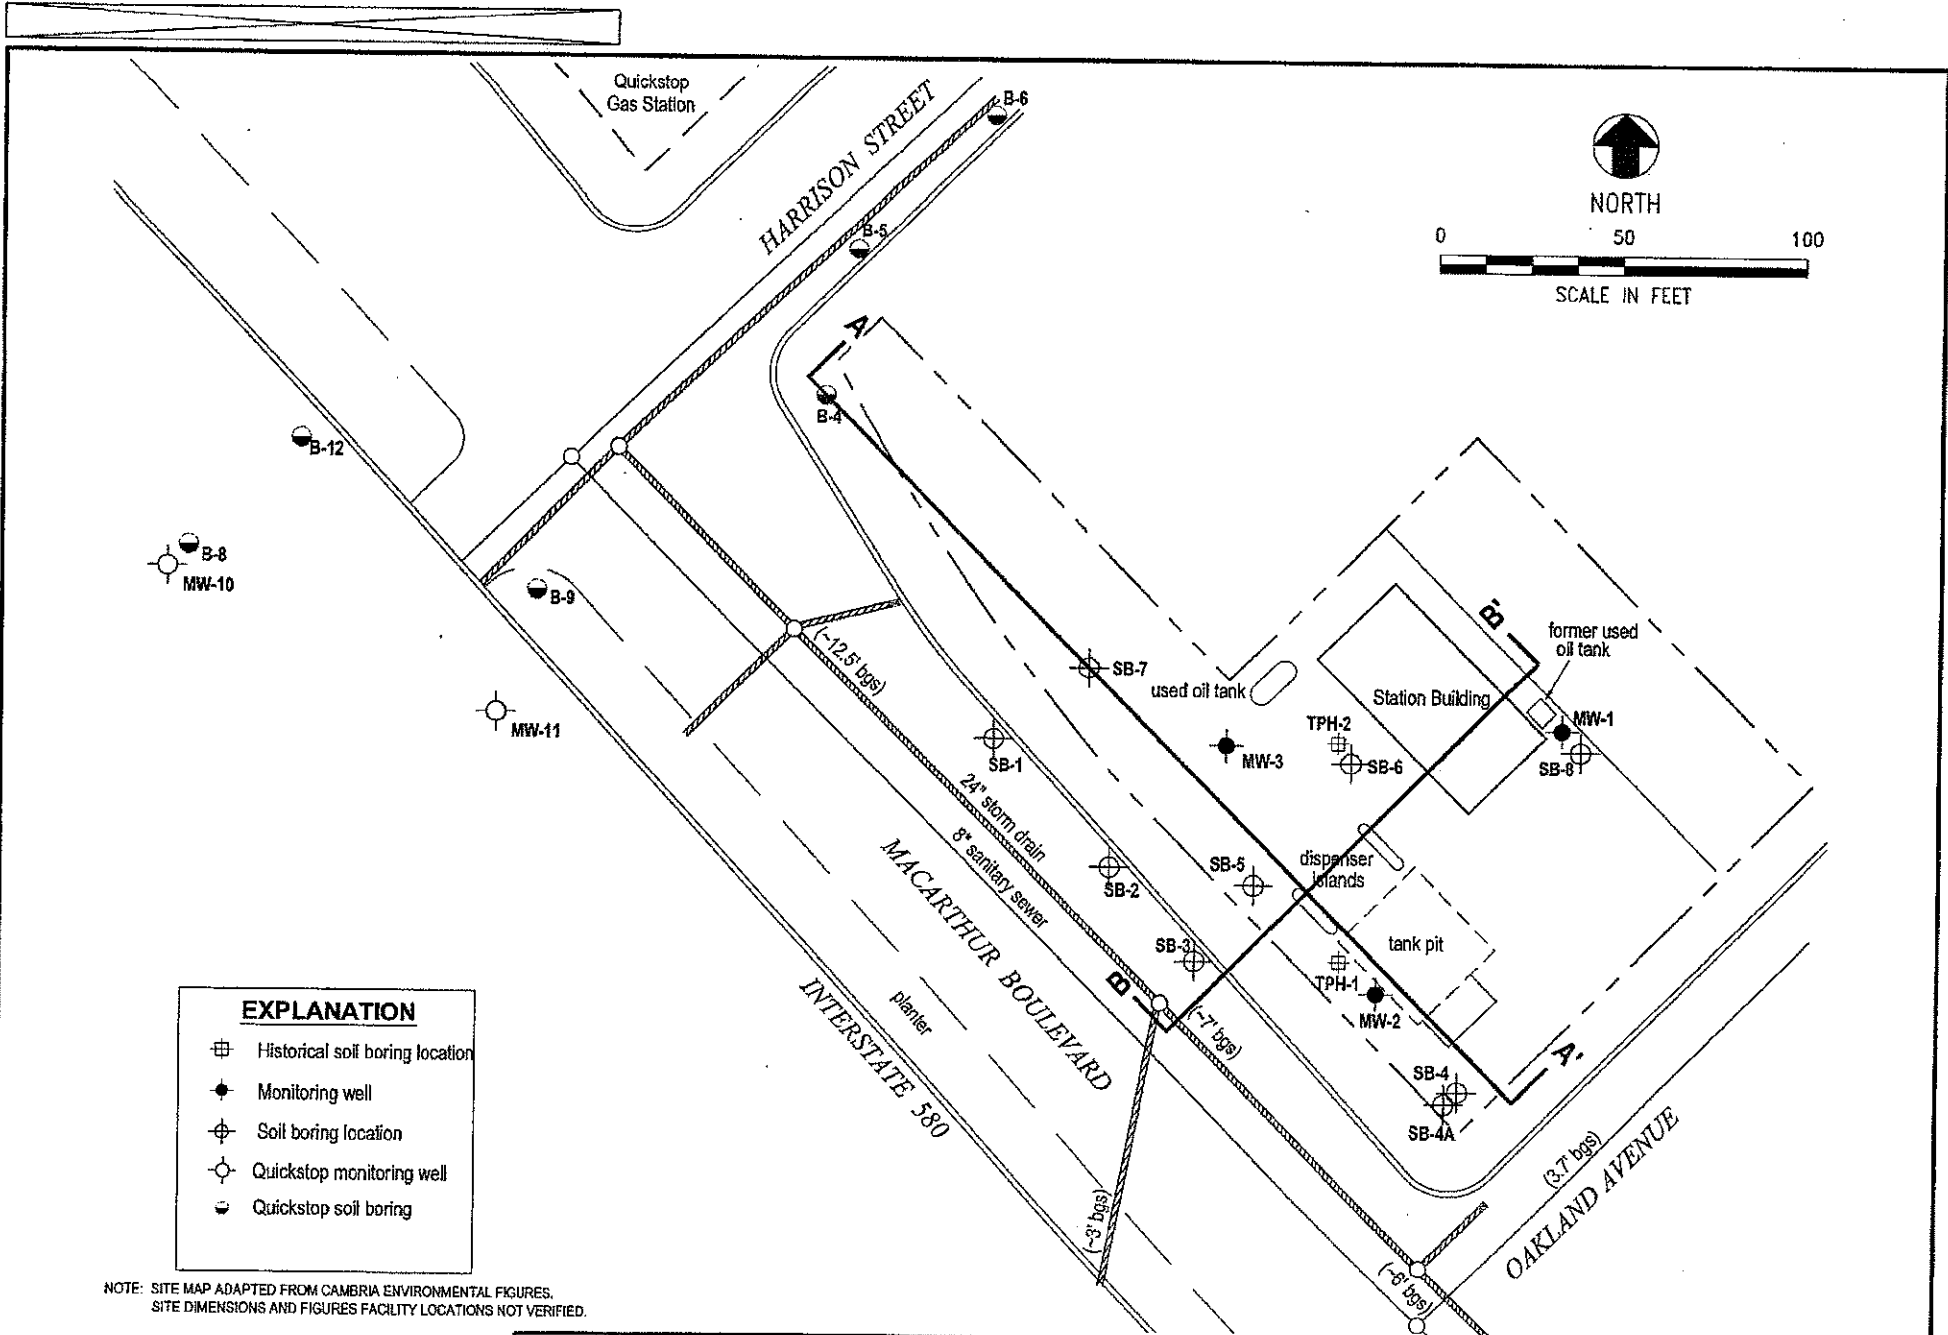 Quickstop
Gas Station
B-6
HARRISON STREET
NORTH
0 50 100
SCALE IN FEET
B-5
A
B-4
B-12
B-8
MW-10
B-9
MW-11
(~12.5' bgs)
SB-7
used oil tank
B'
former used
oil tank
Station Building
MW-1
SB-8
TPH-2
SB-6
MW-3
SB-1
24" storm drain
8" sanitary sewer
SB-2
SB-5
dispenser
islands
SB-3
tank pit
TPH-1
MW-2
B
(~7' bgs)
MACARTHUR BOULEVARD
planter
INTERSTATE 580
A'
SB-4
SB-4A
(3.7' bgs)
OAKLAND AVENUE
(~3' bgs)
(~6' bgs)
EXPLANATION
Historical soil boring location
Monitoring well
Soil boring location
Quickstop monitoring well
Quickstop soil boring
NOTE: SITE MAP ADAPTED FROM CAMBRIA ENVIRONMENTAL FIGURES.
SITE DIMENSIONS AND FIGURES FACILITY LOCATIONS NOT VERIFIED.